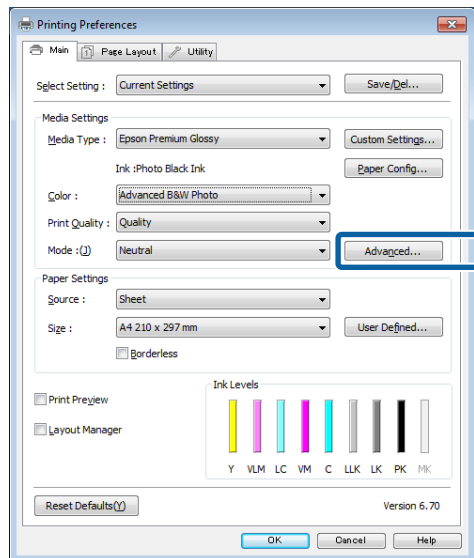 Printing Preferences
Main Page Layout Utility
Select Setting : Current Settings Save/Del...
Media Settings
Media Type : Epson Premium Glossy Custom Settings...
Ink :Photo Black Ink Paper Config...
Color : Advanced B&W Photo
Print Quality : Quality
Mode :(J) Neutral Advanced...
Paper Settings
Source : Sheet
Size : A4 210 x 297 mm User Defined...
Borderless
Ink Levels
Print Preview
Layout Manager
Y VLM LC VM C LLK LK PK MK
Reset Defaults(Y) Version 6.70
OK Cancel Help